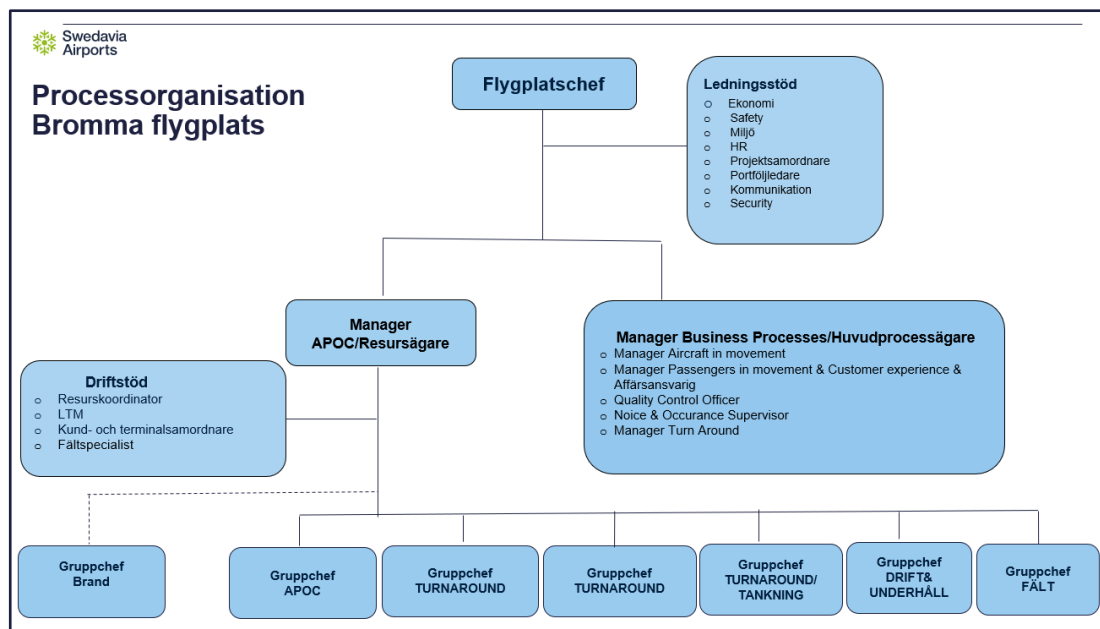 Swedavia
Airports
Processorganisation
Bromma flygplats
Flygplatschef
Ledningsstöd
o Ekonomi
o Safety
o Miljö
o HR
o Projektsamordnare
o Portföljledare
o Kommunikation
o Security
Manager
APOC/Resursägare
Manager Business Processes/Huvudprocessägare
o Manager Aircraft in movement
o Manager Passengers in movement & Customer experience &
Affärsansvarig
o Quality Control Officer
o Noice & Occurance Supervisor
o Manager Turn Around
Driftstöd
o Resurskoordinator
o LTM
o Kund- och terminalsamordnare
o Fältspecialist
Gruppchef
Brand
Gruppchef
APOC
Gruppchef
TURNAROUND
Gruppchef
TURNAROUND
Gruppchef
TURNAROUND/
TANKNING
Gruppchef
DRIFT&
UNDERHÅLL
Gruppchef
FÄLT